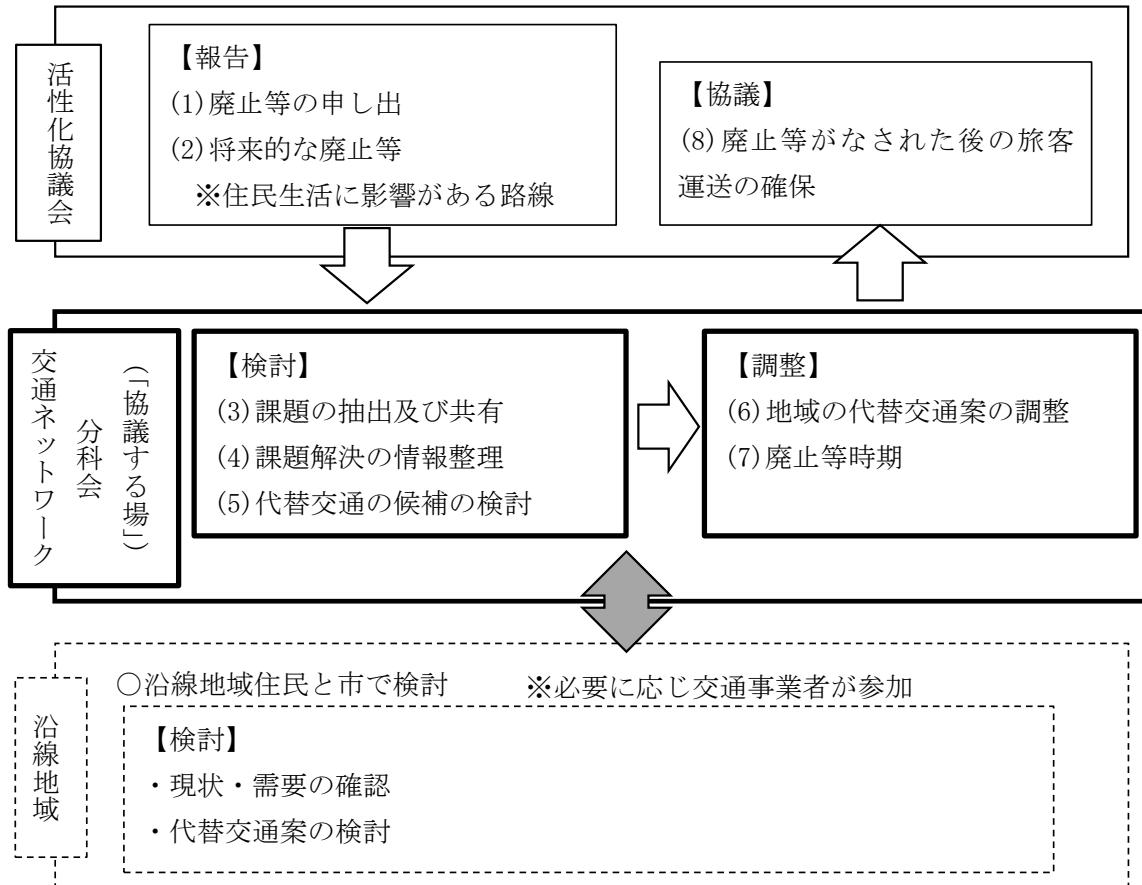 活性化協議会
【報告】
(1)廃止等の申し出
(2)将来的な廃止等
※住民生活に影響がある路線
【協議】
(8)廃止等がなされた後の旅客
運送の確保
交通ネットワーク
分科会
(「協議する場」)
【検討】
(3)課題の抽出及び共有
(4)課題解決の情報整理
(5)代替交通の候補の検討
【調整】
(6)地域の代替交通案の調整
(7)廃止等時期
沿線地域
○沿線地域住民と市で検討
※必要に応じ交通事業者が参加
【検討】
・現状・需要の確認
・代替交通案の検討